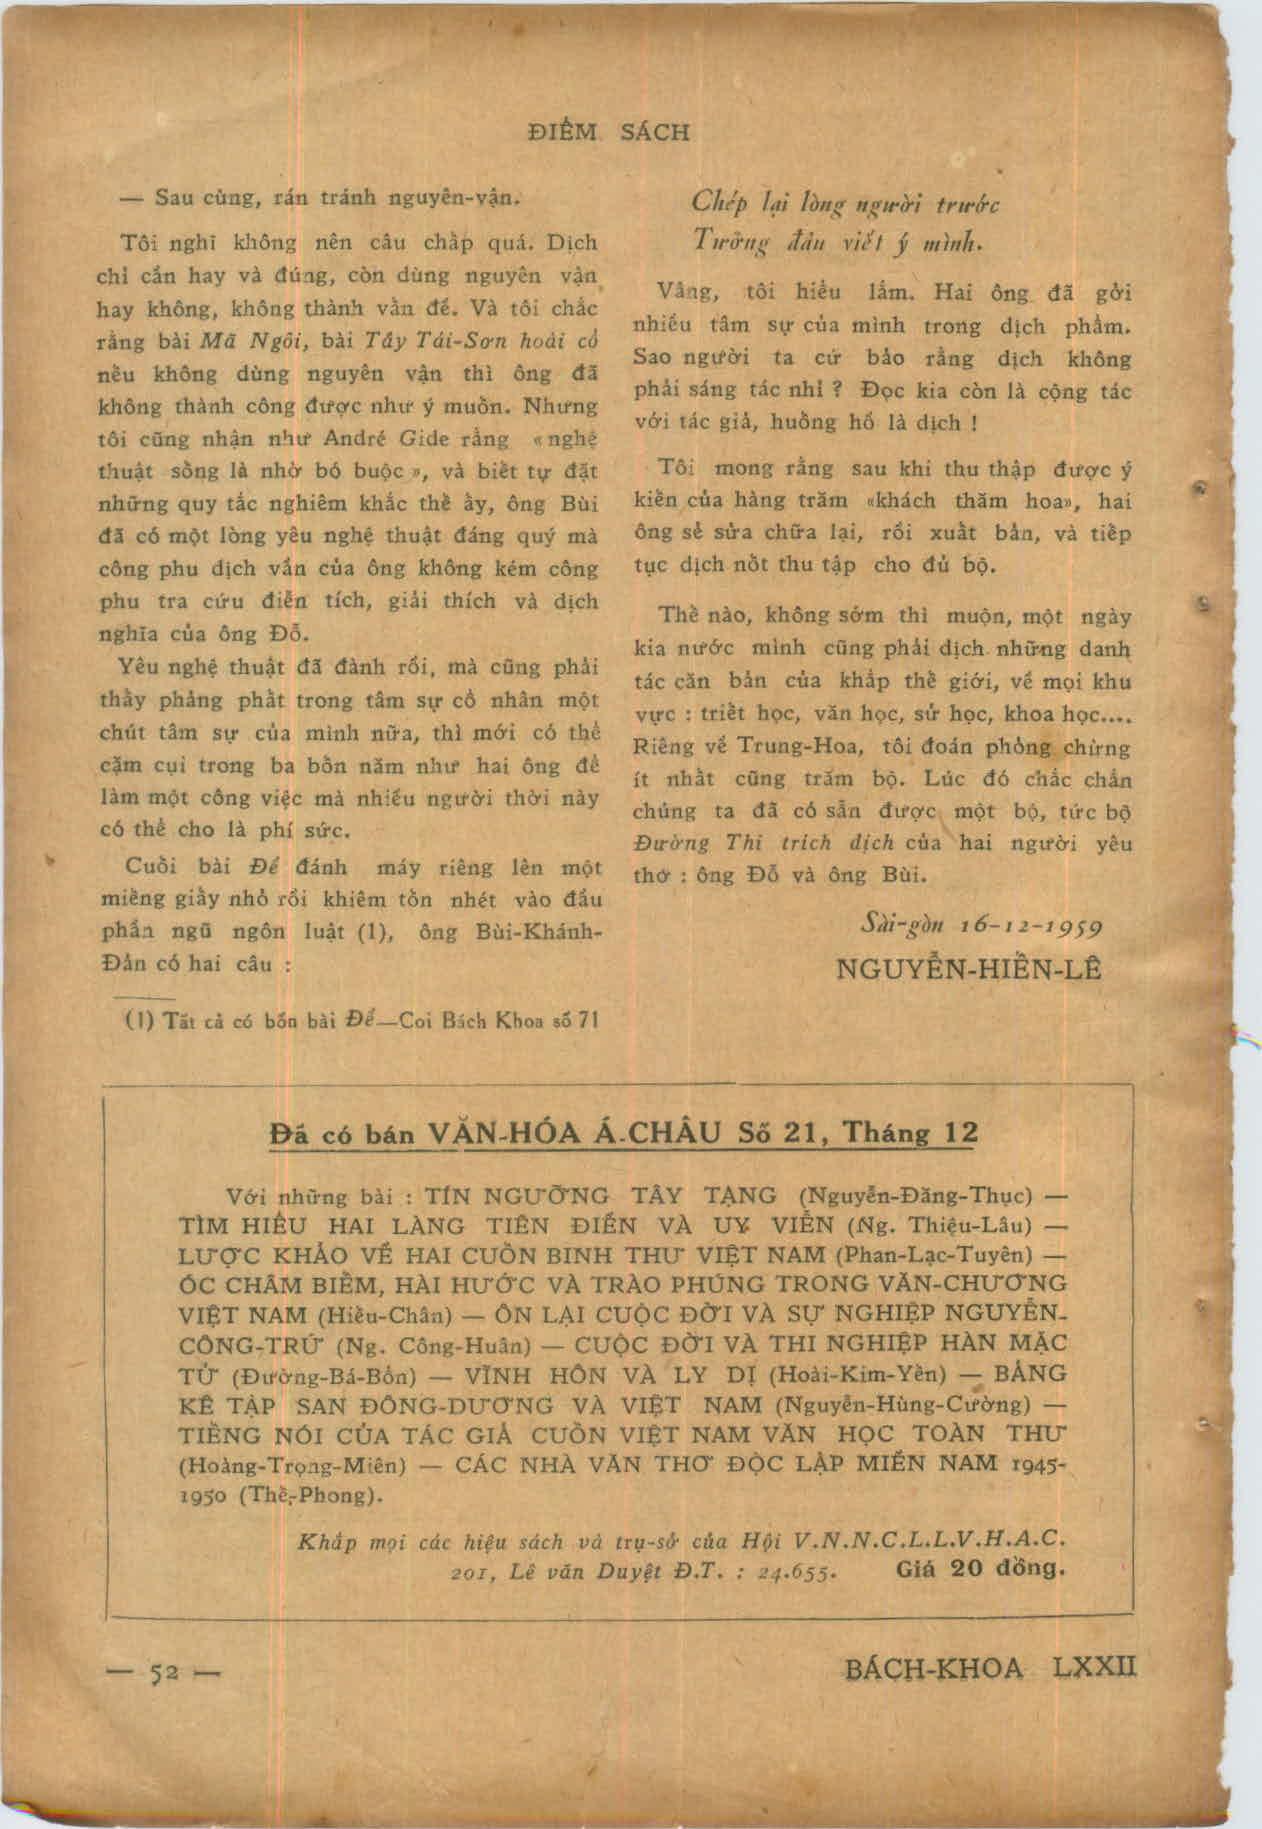 ĐIỂM SÁCH
— Sau cùng, rán tránh nguyên-vận.
Tôi nghĩ không nên câu chấp quá. Dịch
chỉ cần hay và đúng, còn dùng nguyên vận
hay không, không thành vấn đề. Và tôi chắc
rằng bài Mã Ngôi, bài Tây Tái-Sơn hoài cổ
nếu không dùng nguyên vận thì ông đã
không thành công được như ý muốn. Nhưng
tôi cũng nhận như André Gide rằng «nghệ
thuật sống là nhờ bó buộc», và biết tự đặt
những quy tắc nghiêm khắc thế ấy, ông Bùi
đã có một lòng yêu nghệ thuật đáng quý mà
công phu dịch vần của ông không kém công
phu tra cứu điển tích, giải thích và dịch
nghĩa của ông Đỗ.
Yêu nghệ thuật đã đành rồi, mà cũng phải
thấy phảng phất trong tâm sự cổ nhân một
chút tâm sự của mình nữa, thì mới có thể
cặm cụi trong ba bốn năm như hai ông để
làm một công việc mà nhiều người thời này
có thể cho là phí sức.
Cuối bài Đề đánh máy riêng lên một
miếng giấy nhỏ rồi khiêm tốn nhét vào đầu
phần ngũ ngôn luật (1), ông Bùi-Khánh-
Đản có hai câu :
(1) Tất cả có bốn bài Đề—Coi Bách Khoa số 71
Chép lại lòng người trước
Tưởng đâu viết ý mình.
Vâng, tôi hiểu lắm. Hai ông đã gởi
nhiều tâm sự của mình trong dịch phẩm.
Sao người ta cứ bảo rằng dịch không
phải sáng tác nhỉ ? Đọc kia còn là cộng tác
với tác giả, huống hồ là dịch !
Tôi mong rằng sau khi thu thập được ý
kiến của hàng trăm «khách thăm hoa», hai
ông sẻ sửa chữa lại, rồi xuất bản, và tiếp
tục dịch nốt thu tập cho đủ bộ.
Thế nào, không sớm thì muộn, một ngày
kia nước mình cũng phải dịch những danh
tác căn bản của khắp thế giới, về mọi khu
vực : triết học, văn học, sử học, khoa học....
Riêng về Trung-Hoa, tôi đoán phỏng chừng
ít nhất cũng trăm bộ. Lúc đó chắc chắn
chúng ta đã có sẵn được một bộ, tức bộ
Đường Thi trích dịch của hai người yêu
thơ : ông Đỗ và ông Bùi.
Sài-gòn 16-12-1959
NGUYỄN-HIẾN-LÊ
Đã có bán VĂN-HÓA Á-CHÂU Số 21, Tháng 12
Với những bài : TÍN NGƯỠNG TÂY TẠNG (Nguyễn-Đăng-Thục) —
TÌM HIỂU HAI LÀNG TIÊN ĐIỀN VÀ UY VIỄN (Ng. Thiệu-Lâu) —
LƯỢC KHẢO VỀ HAI CUỐN BINH THƯ VIỆT NAM (Phan-Lạc-Tuyên) —
ÓC CHÂM BIẾM, HÀI HƯỚC VÀ TRÀO PHÚNG TRONG VĂN-CHƯƠNG
VIỆT NAM (Hiếu-Chân) — ÔN LẠI CUỘC ĐỜI VÀ SỰ NGHIỆP NGUYỄN-
CÔNG-TRỨ (Ng. Công-Huân) — CUỘC ĐỜI VÀ THI NGHIỆP HÀN MẶC
TỬ (Đường-Bá-Bổn) — VĨNH HÔN VÀ LY DỊ (Hoài-Kim-Yên) — BẢNG
KÊ TẬP SAN ĐÔNG-DƯƠNG VÀ VIỆT NAM (Nguyễn-Hùng-Cường) —
TIẾNG NÓI CỦA TÁC GIẢ CUỐN VIỆT NAM VĂN HỌC TOÀN THƯ
(Hoàng-Trọng-Miên) — CÁC NHÀ VĂN THƠ ĐỘC LẬP MIỀN NAM 1945-
1950 (Thế-Phong).
Khắp mọi các hiệu sách và trụ-sở của Hội V.N.N.C.L.L.V.H.A.C.
201, Lê văn Duyệt Đ.T. : 24.655. Giá 20 đồng.
— 52 —
BÁCH-KHOA LXXII